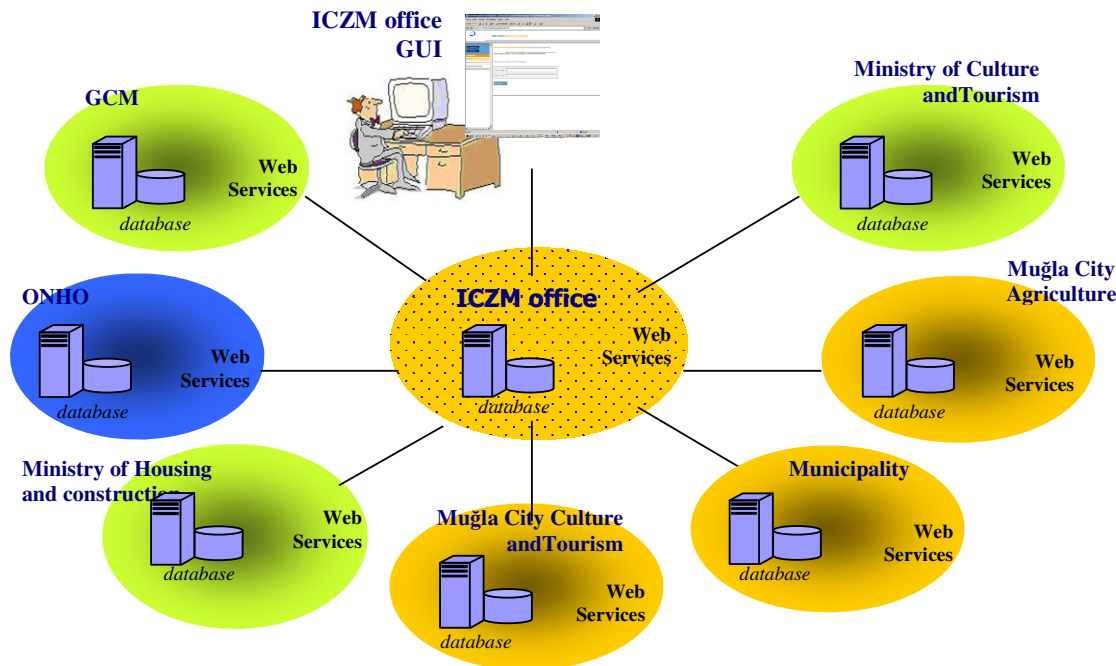 ICZM office
GUI
GCM
Web
Services
database
Ministry of Culture
andTourism
Web
Services
database
ONHO
Web
Services
database
ICZM office
Web
Services
database
Muğla City
Agriculture
Web
Services
database
Ministry of Housing
and construction
Web
Services
database
Muğla City Culture
andTourism
Web
Services
database
Municipality
Web
Services
database